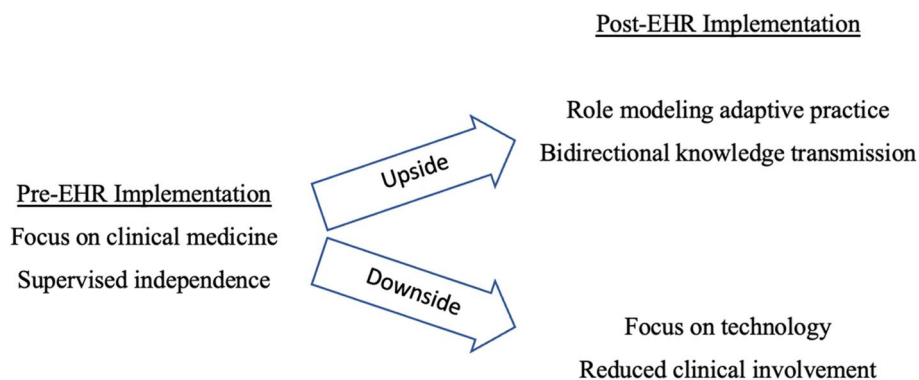 Post-EHR Implementation
Role modeling adaptive practice
Bidirectional knowledge transmission
Upside
Pre-EHR Implementation
Focus on clinical medicine
Supervised independence
Downside
Focus on technology
Reduced clinical involvement